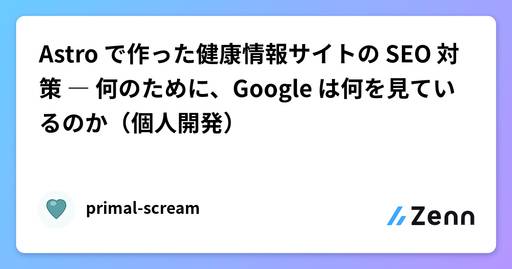 Astro で作った健康情報サイトの SEO 対
策 — 何のために、Google は何を見てい
るのか（個人開発）
primal-scream
Zenn